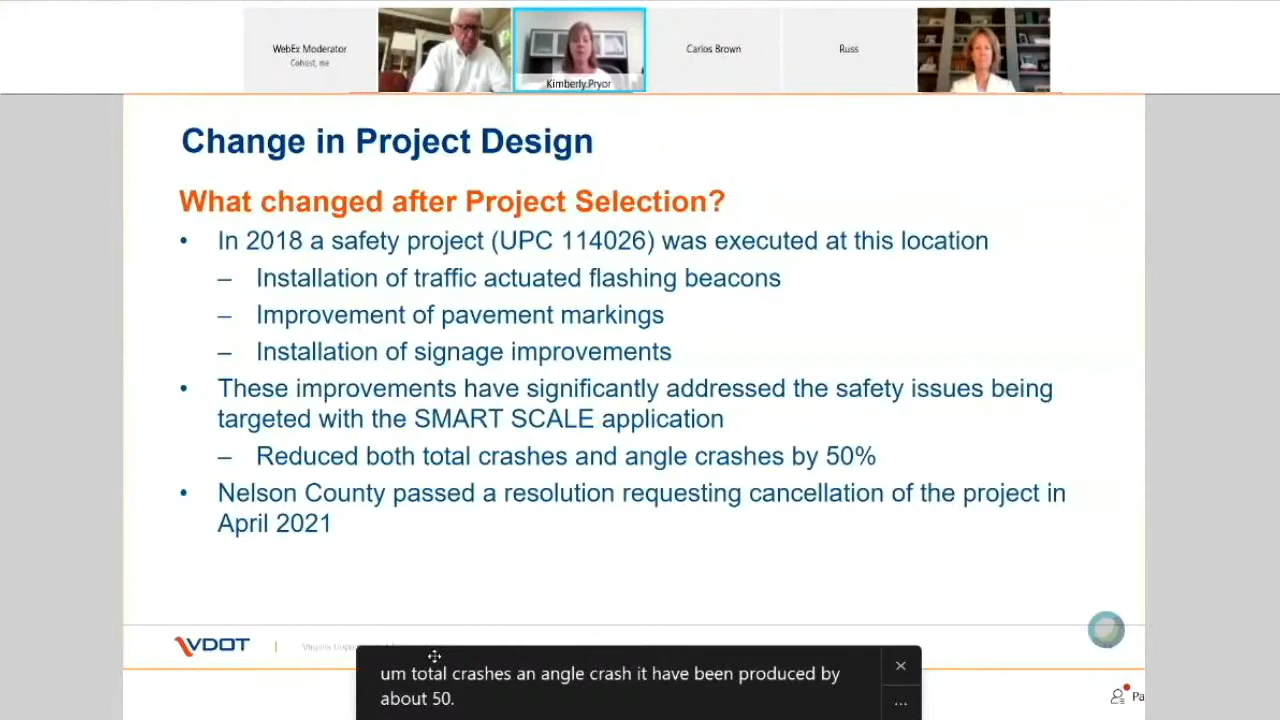 WebEx Moderator
Cohost, me
Kimberly.Pryor
Carlos Brown
Russ
Change in Project Design
What changed after Project Selection?
• In 2018 a safety project (UPC 114026) was executed at this location
– Installation of traffic actuated flashing beacons
– Improvement of pavement markings
– Installation of signage improvements
• These improvements have significantly addressed the safety issues being
targeted with the SMART SCALE application
– Reduced both total crashes and angle crashes by 50%
• Nelson County passed a resolution requesting cancellation of the project in
April 2021
VDOT
um total crashes an angle crash it have been produced by
about 50.
Pa